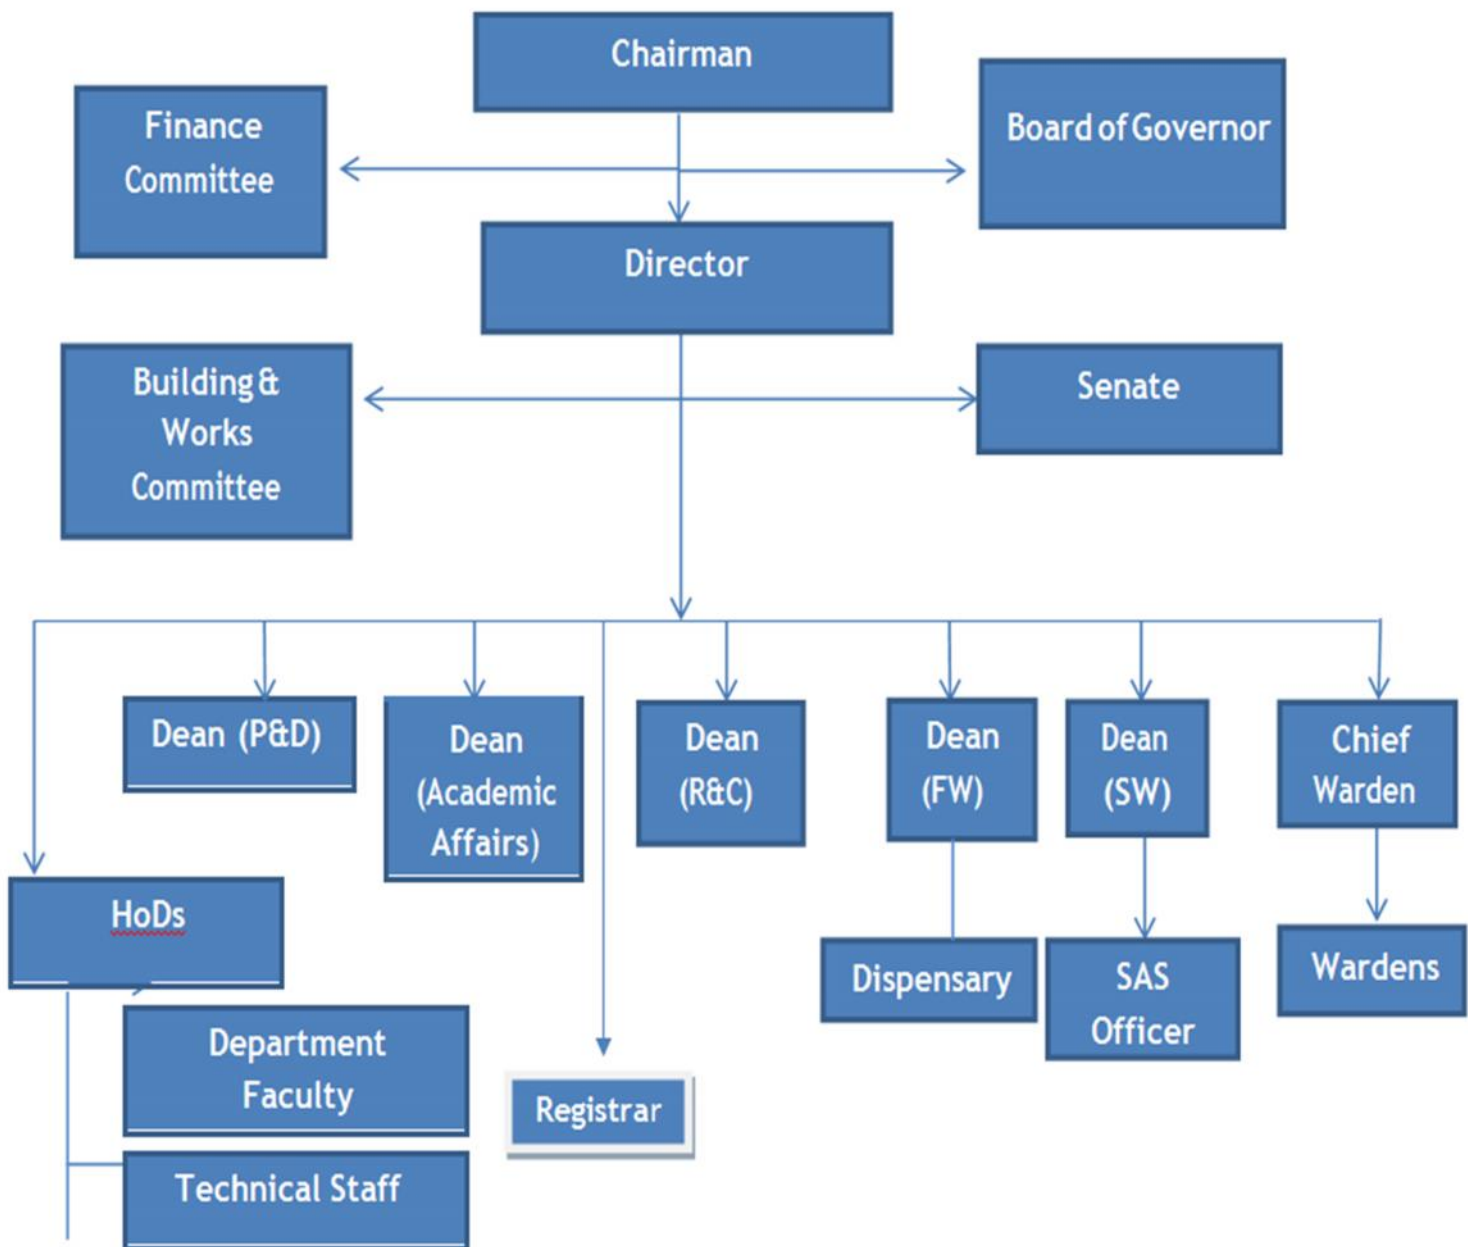 Chairman
Finance
Committee
Board of Governor
Director
Building &
Works
Committee
Senate
Dean (P&D)
Dean
(Academic
Affairs)
Dean
(R&C)
Dean
(FW)
Dean
(SW)
Chief
Warden
HoDs
Dispensary
SAS
Officer
Wardens
Department
Faculty
Registrar
Technical Staff